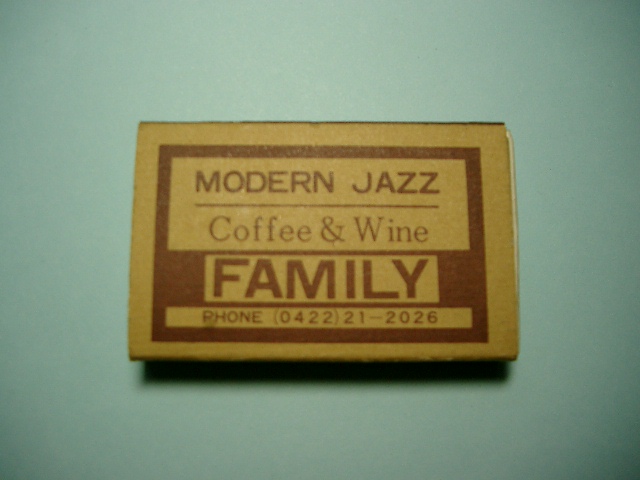 MODERN JAZZ
Coffee & Wine
FAMILY
PHONE (0422)21-2026